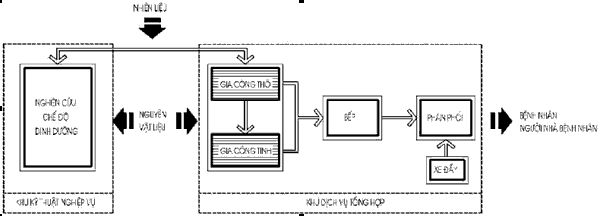 NHIÊN LIỆU
NGHIÊN CỨU
CHẾ ĐỘ
DINH DƯỠNG
NGUYÊN
VẬT LIỆU
GIA CÔNG THÔ
GIA CÔNG TINH
BẾP
PHÂN PHỐI
XE ĐẨY
BỆNH NHÂN
NGƯỜI NHÀ BỆNH NHÂN
KHU KỸ THUẬT NGHIỆP VỤ
KHU DỊCH VỤ TỔNG HỢP